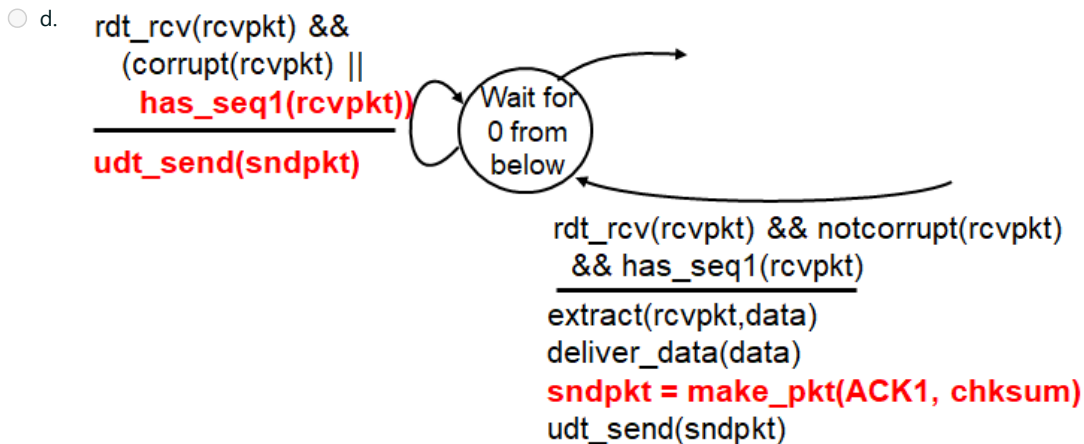 d.
rdt_rcv(rcvpkt) &&
(corrupt(rcvpkt) ||
has_seq1(rcvpkt))
udt_send(sndpkt)
Wait for
0 from
below
rdt_rcv(rcvpkt) && notcorrupt(rcvpkt)
&& has_seq1(rcvpkt)
extract(rcvpkt,data)
deliver_data(data)
sndpkt = make_pkt(ACK1, chksum)
udt_send(sndpkt)